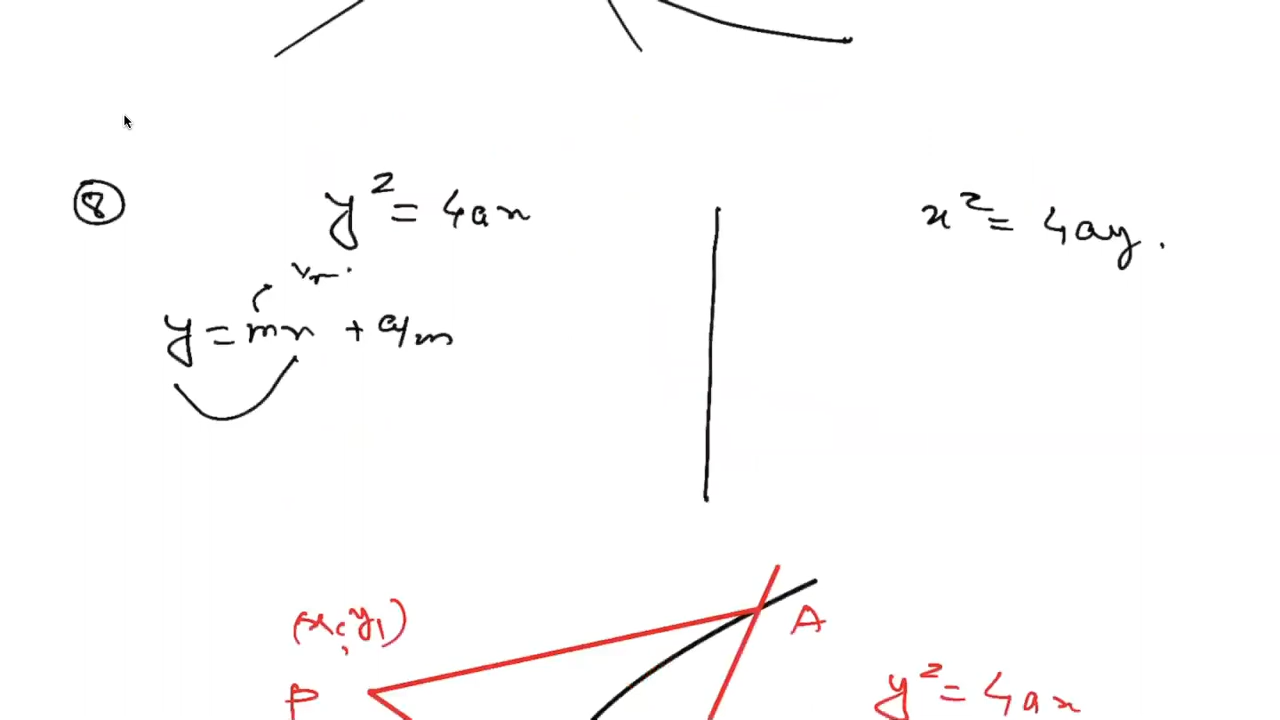 ⑧ y² = 4ax
x² = 4ay.
y = mx + a/m
(x₁, y₁)
A
P
y² = 4ax